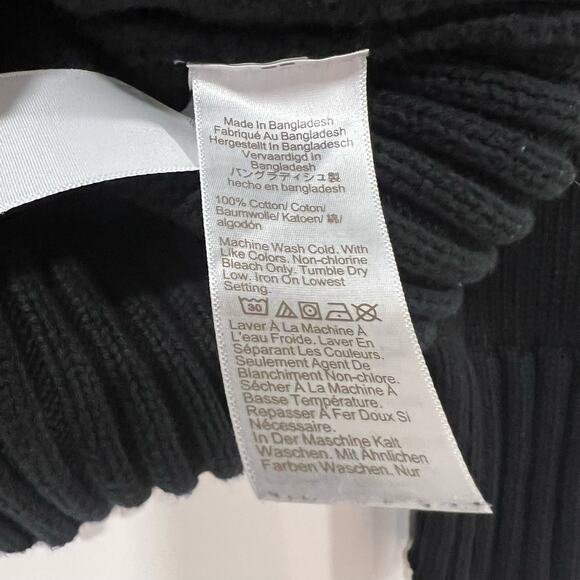 Made In Bangladesh
Fabriqué Au Bangladesh
Hergestellt In Bangladesch
Vervaardigd in
Bangladesh
バングラディシュ製
hecho en bangladesh
100% Cotton/ Coton/
Baumwolle/ Katoen/ 綿/
algodón
Machine Wash Cold. With
Like Colors. Non-chlorine
Bleach Only. Tumble Dry
Low. Iron On Lowest
Setting.
30
Laver À La Machine À
L'eau Froide. Laver En
Séparant Les Couleurs.
Seulement Agent De
Blanchiment Non-chlore.
Sécher À La Machine À
Basse Température.
Repasser À Fer Doux Si
Nécessaire.
In Der Maschine Kalt
Waschen. Mit Ähnlichen
Farben Waschen. Nur